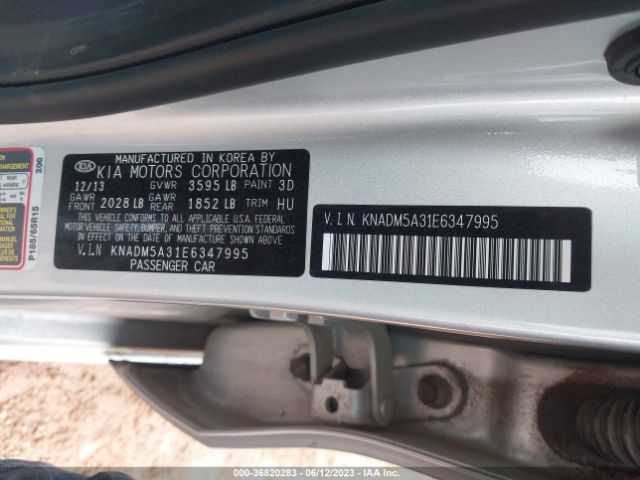 MANUFACTURED IN KOREA BY
KIA
KIA MOTORS CORPORATION
12/13 GVWR 3595 LB PAINT 3D
GAWR FRONT 2028 LB GAWR REAR 1852 LB TRIM HU
THIS VEHICLE CONFORMS TO ALL APPLICABLE FEDERAL
MOTOR VEHICLE SAFETY, BUMPER, AND THEFT PREVENTION STANDARDS
IN EFFECT ON THE DATE OF MANUFACTURE SHOWN ABOVE
V.I.N KNADM5A31E6347995
PASSENGER CAR
V.I.N KNADM5A31E6347995
200
P185/65R15
REAR
000-36820283 - 06/12/2023 - IAA Inc.